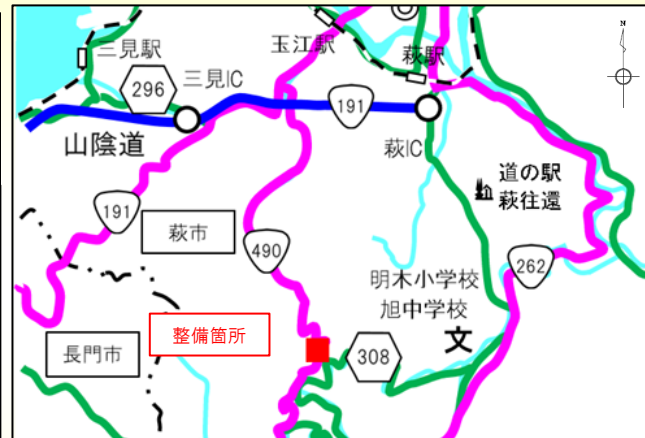 玉江駅
萩駅
N
三見駅
三見IC
296
191
山陰道
萩IC
道の駅
萩往還
191
萩市
490
262
明木小学校
旭中学校
文
整備箇所
長門市
308